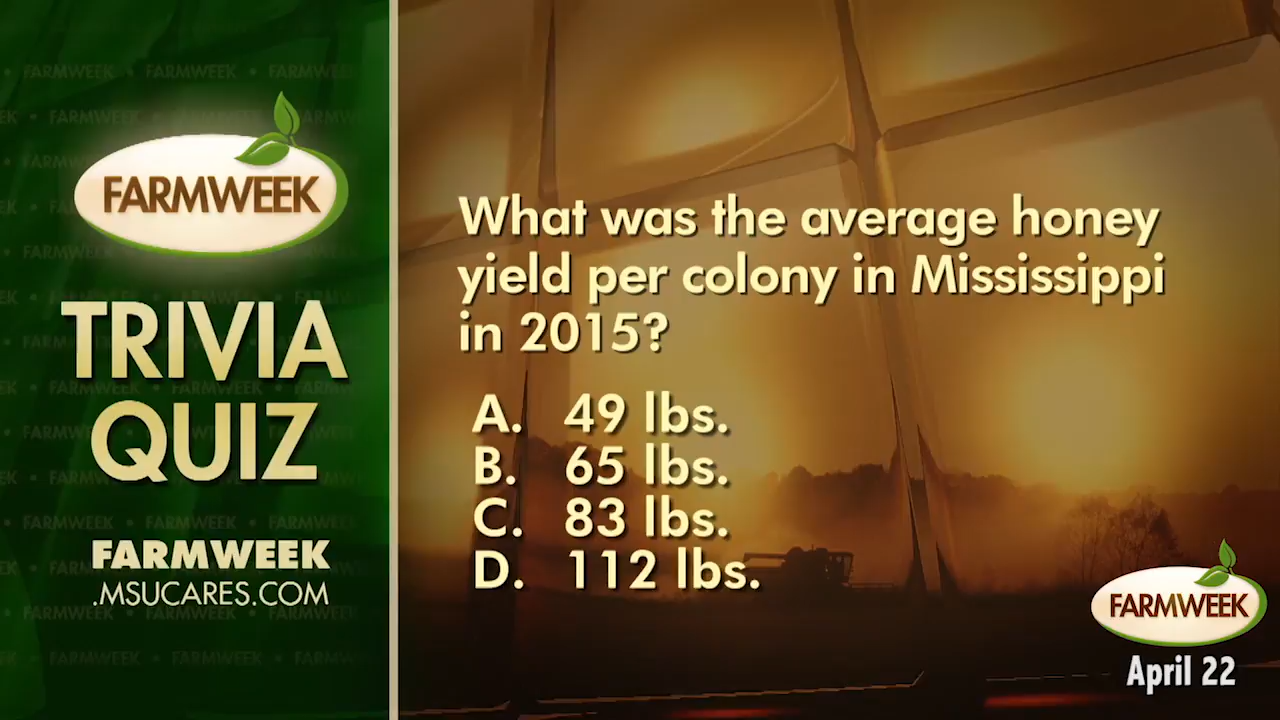 FARMWEEK
TRIVIA
QUIZ
FARMWEEK
.MSUCARES.COM
What was the average honey
yield per colony in Mississippi
in 2015?
A. 49 lbs.
B. 65 lbs.
C. 83 lbs.
D. 112 lbs.
FARMWEEK
April 22